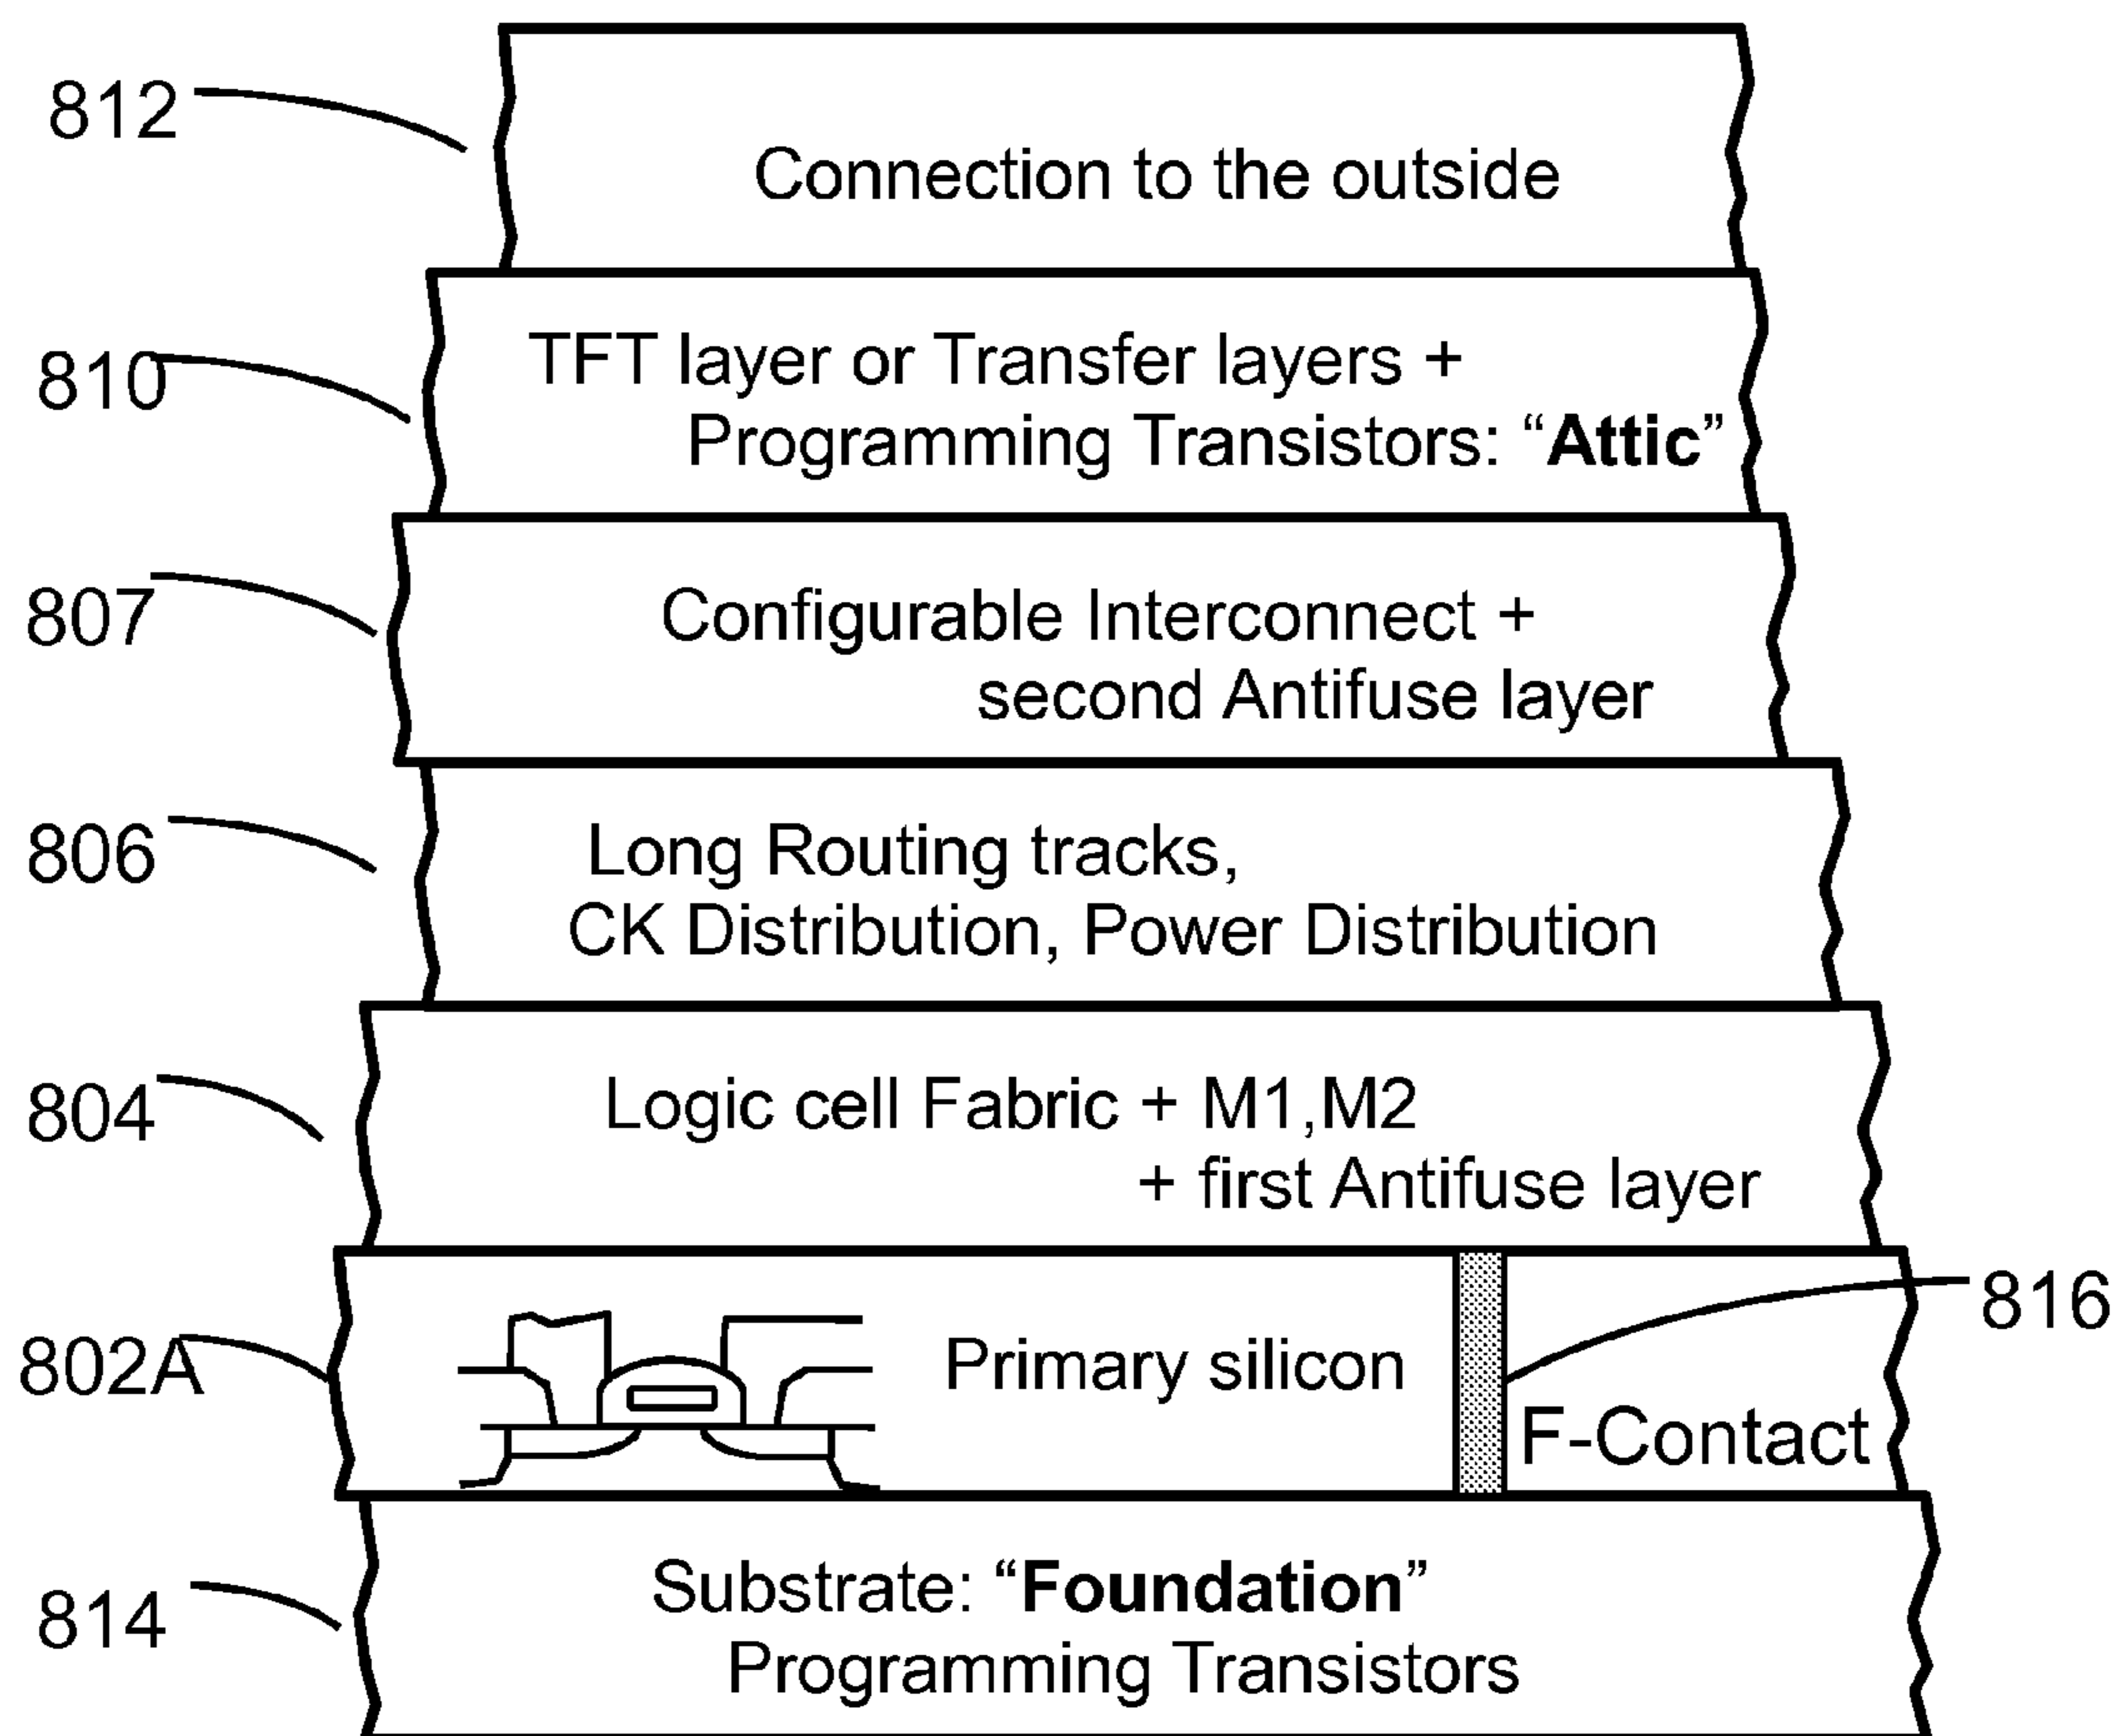 812
Connection to the outside
810
TFT layer or Transfer layers +
Programming Transistors: “Attic”
807
Configurable Interconnect +
second Antifuse layer
806
Long Routing tracks,
CK Distribution, Power Distribution
804
Logic cell Fabric + M1,M2
+ first Antifuse layer
802A
Primary silicon
816
F-Contact
814
Substrate: “Foundation”
Programming Transistors